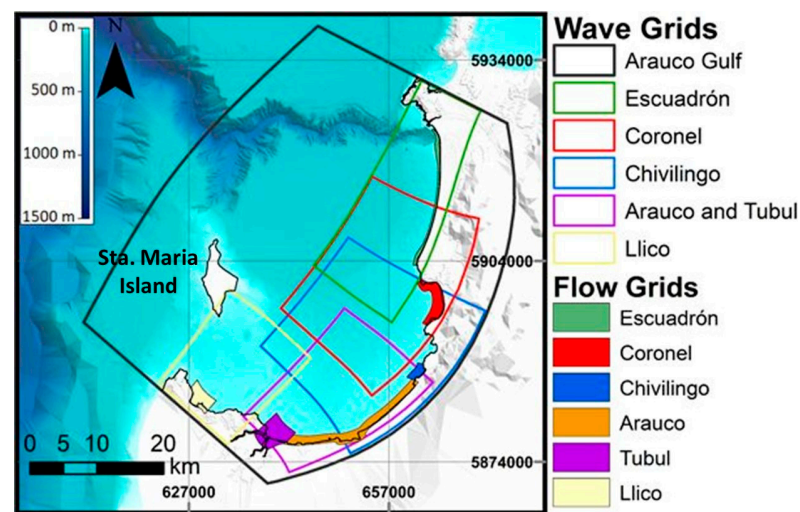 0 m
500 m
1000 m
1500 m
N
5934000
5904000
5874000
Sta. Maria
Island
0 5 10 20
km
627000
657000
Wave Grids
Arauco Gulf
Escuadrón
Coronel
Chivilingo
Arauco and Tubul
Llico
Flow Grids
Escuadrón
Coronel
Chivilingo
Arauco
Tubul
Llico